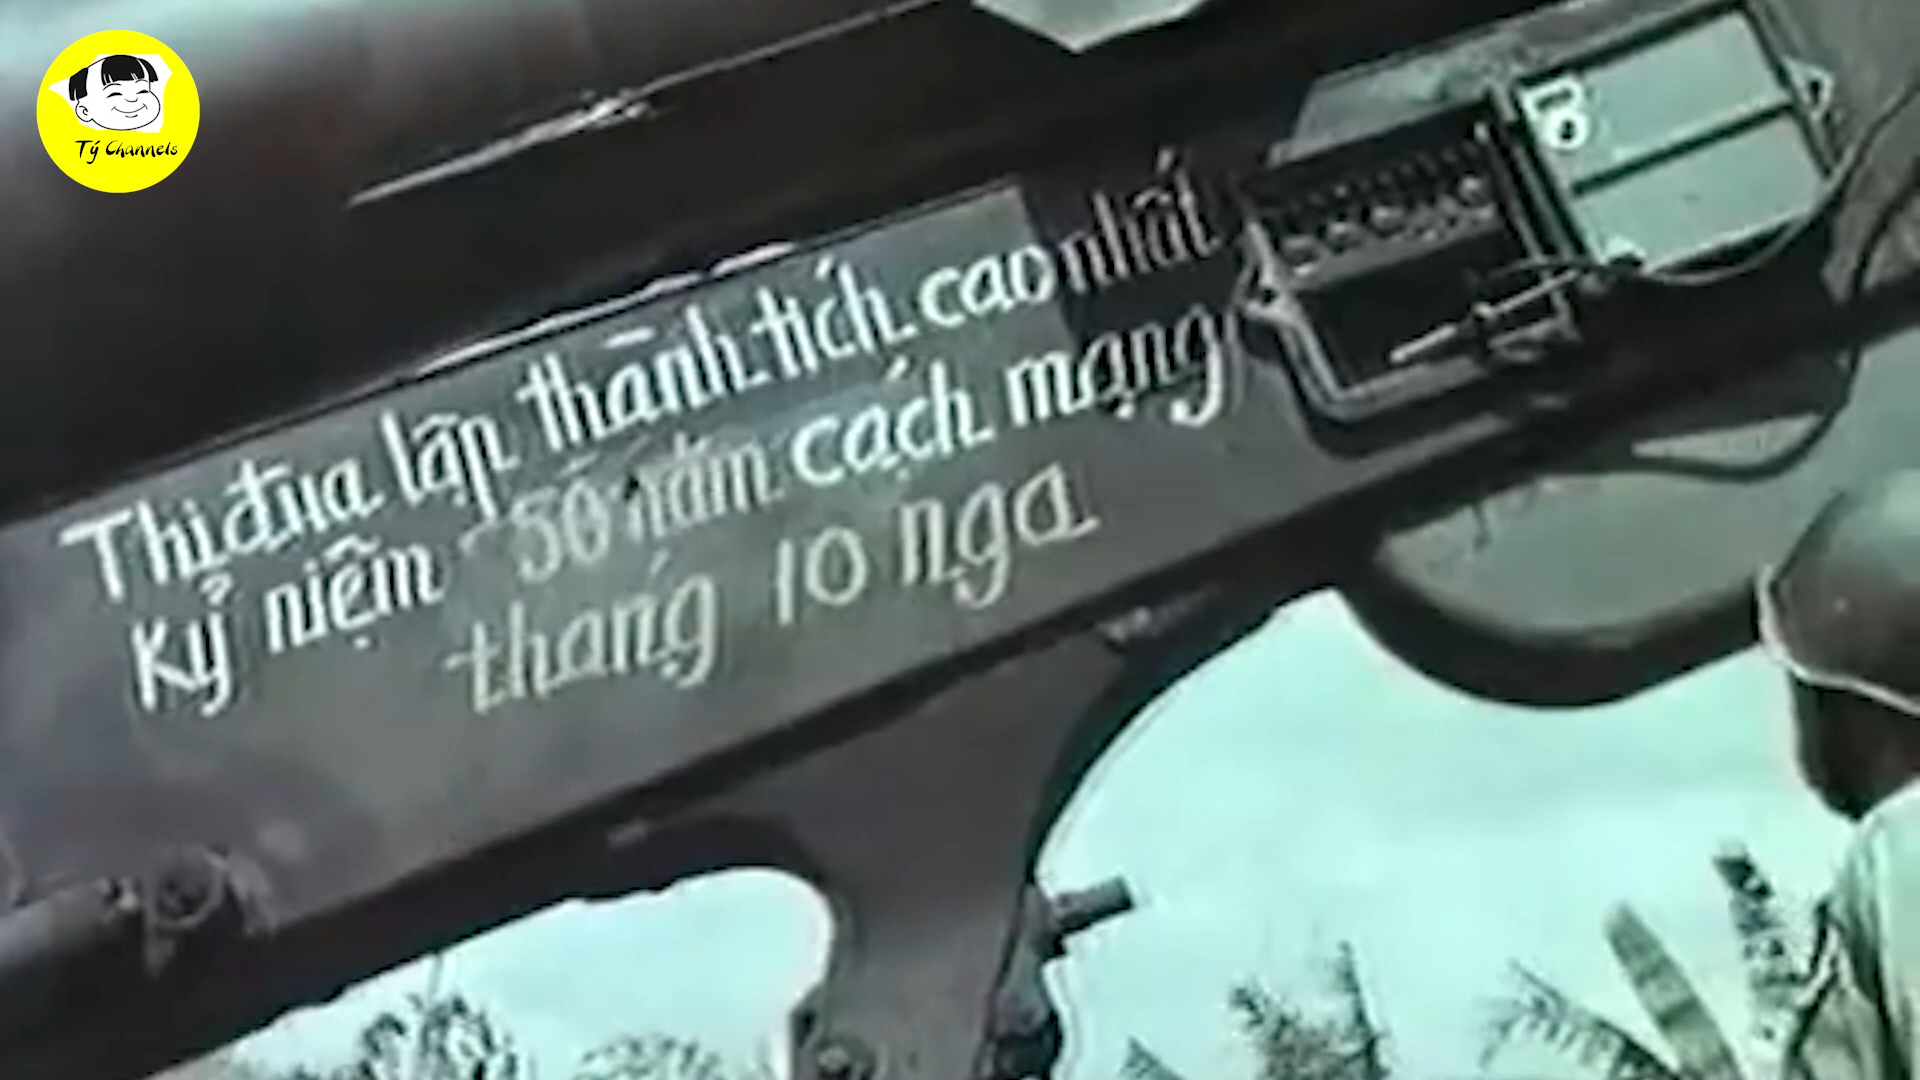 Tý Channels
Thi đua lập thành tích cao nhất
Kỷ niệm 50 năm cách mạng
tháng 10 nga